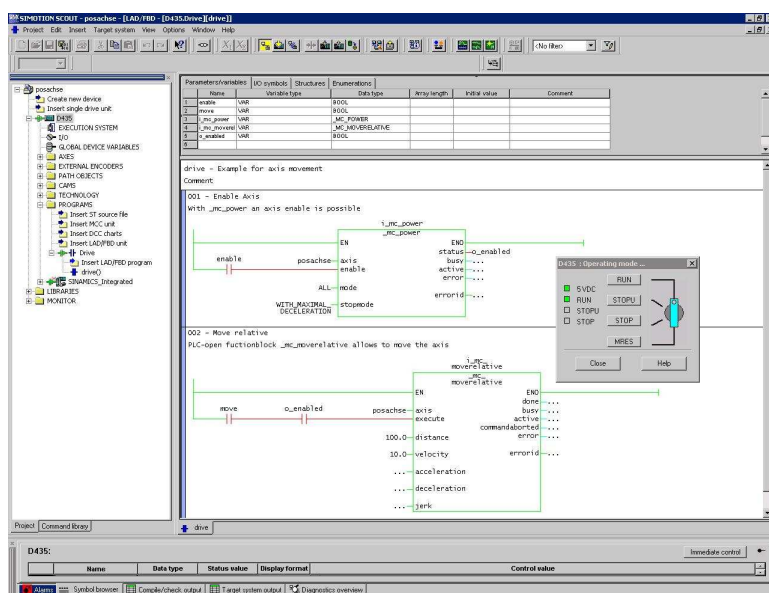 SIMOTION SCOUT - posachse - [LAD/FBD - [D435.Drive][drive]]
Project Edit Insert Target system View Options Window Help
<No filter>
Parameters/variables I/O symbols Structures Enumerations
Name Variable type Data type Array length Initial value Comment
1 enable VAR BOOL
2 move VAR BOOL
3 i_mc_power VAR _MC_POWER
4 i_mc_moverel VAR _MC_MOVERELATIVE
5 o_enabled VAR BOOL
6
posachse
Create new device
Insert single drive unit
D435
EXECUTION SYSTEM
I/O
GLOBAL DEVICE VARIABLES
AXES
EXTERNAL ENCODERS
PATH OBJECTS
CAMS
TECHNOLOGY
PROGRAMS
Insert ST source file
Insert MCC unit
Insert DCC charts
Insert LAD/FBD unit
Drive
Insert LAD/FBD program
drive()
SINAMICS_Integrated
LIBRARIES
MONITOR
Project Command library
drive - Example for axis movement
Comment
001 - Enable Axis
With _mc_power an axis enable is possible
i_mc_power
_mc_power
EN ENO
status o_enabled
enable posachse axis busy ...
enable active ...
error ...
ALL mode
errorid ...
WITH_MAXIMAL_ stopmode
DECELERATION
002 - Move relative
PLC-open fuctionblock _mc_moverelative allows to move the axis
i_mc_
moverelative
_mc_
moverelative
EN ENO
done ...
move o_enabled posachse axis busy ...
execute active ...
commandaborted ...
100.0 distance error ...
10.0 velocity errorid ...
... acceleration
... deceleration
... jerk
drive
D435 : Operating mode ...
RUN
5VDC
RUN STOPU
STOPU
STOP STOP
MRES
Close Help
D435:
Immediate control
Name Data type Status value Display format Control value
Alarms Symbol browser Compile/check output Target system output Diagnostics overview